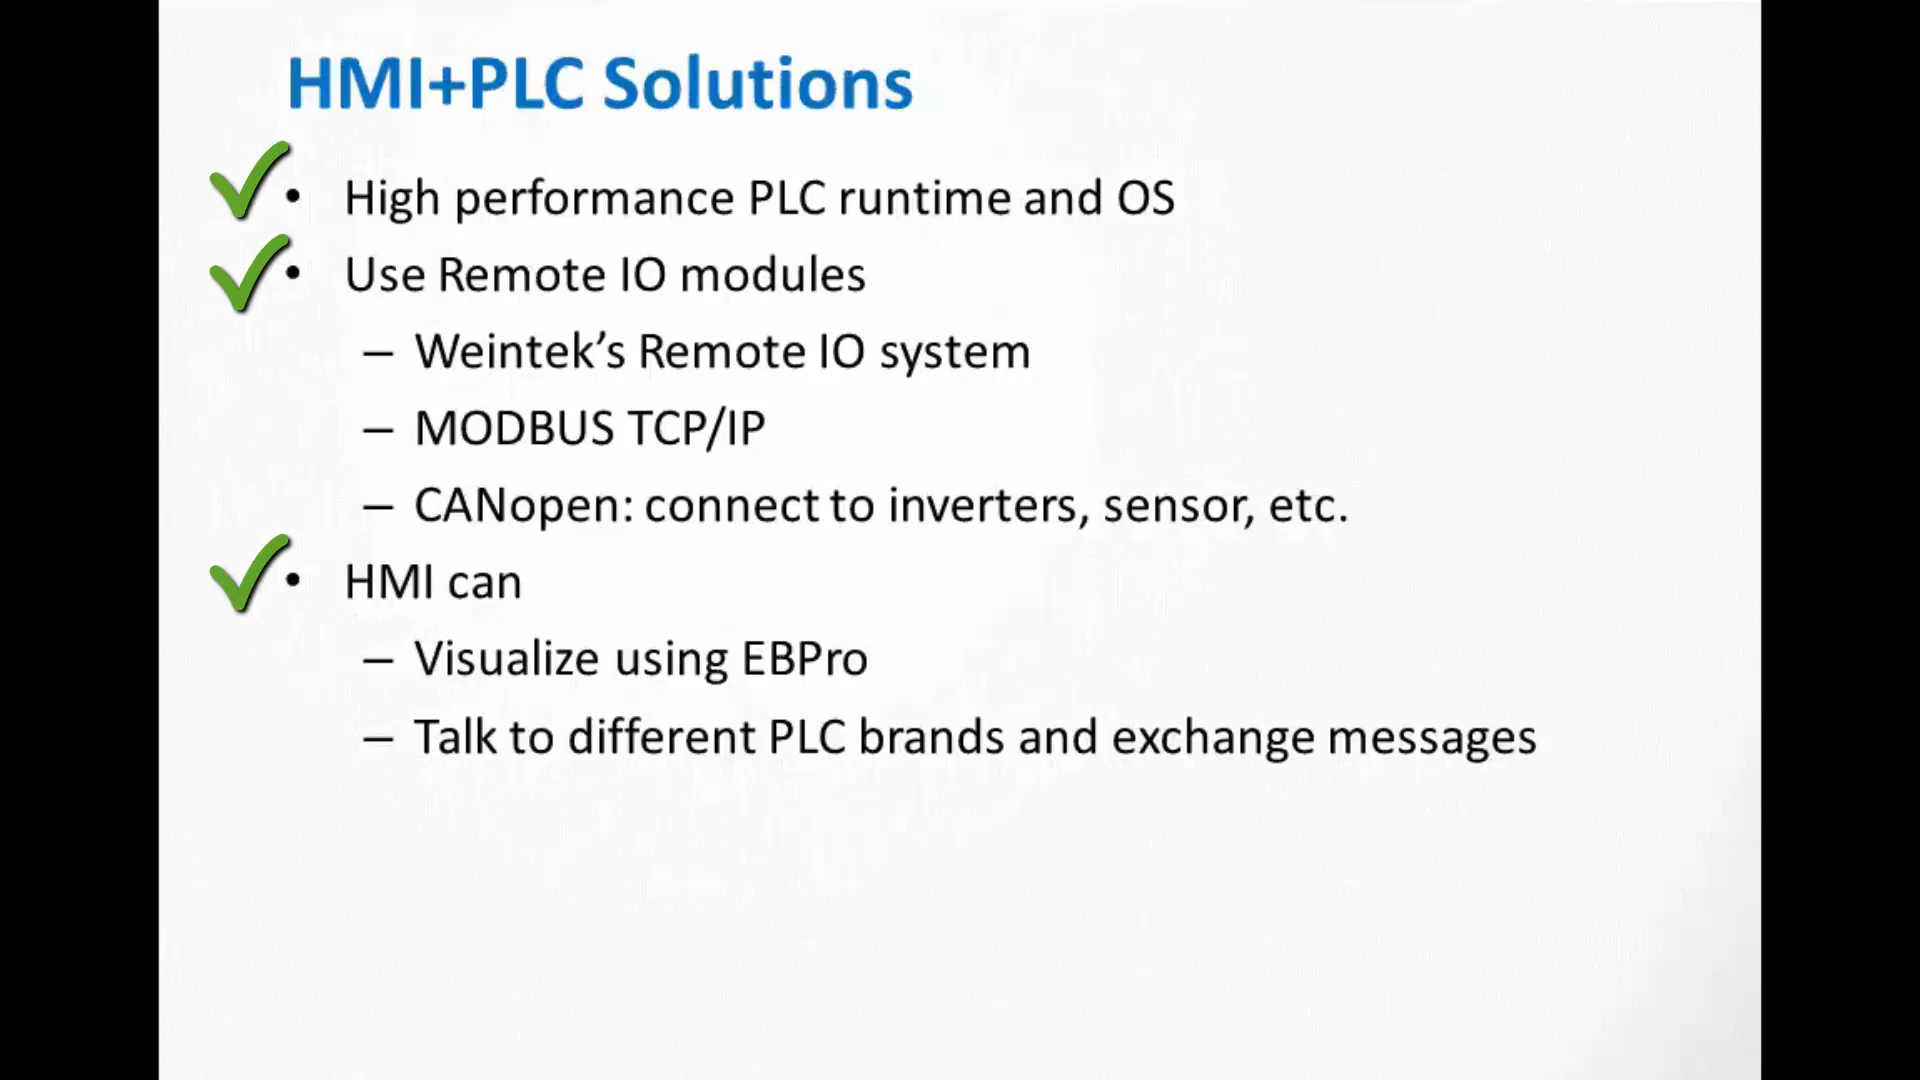 HMI+PLC Solutions
• High performance PLC runtime and OS
• Use Remote IO modules
– Weintek’s Remote IO system
– MODBUS TCP/IP
– CANopen: connect to inverters, sensor, etc.
• HMI can
– Visualize using EBPro
– Talk to different PLC brands and exchange messages